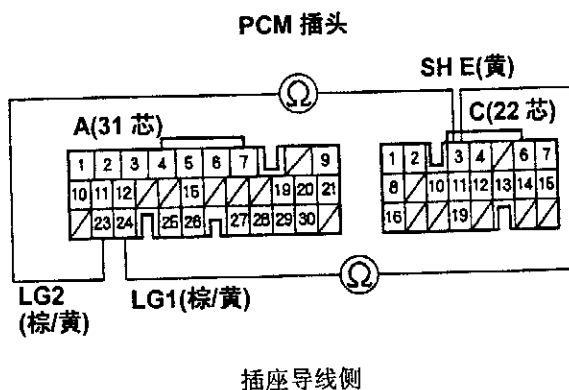 PCM 插头
SH E(黄)
A(31 芯)
C(22 芯)
Ω
1 2 3 4 5 6 7 9
10 11 12 15 19 20 21
23 24 25 26 27 28 29 30
1 2 3 4 6 7
8 10 11 12 13 14 15
16 19
LG2
(棕/黄)
LG1(棕/黄)
Ω
插座导线侧